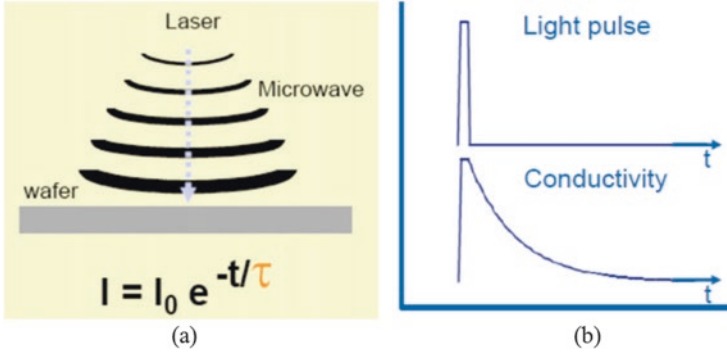 Laser
Microwave
wafer
I = I₀ e^-t/τ
(a)
Light pulse
t
Conductivity
t
(b)